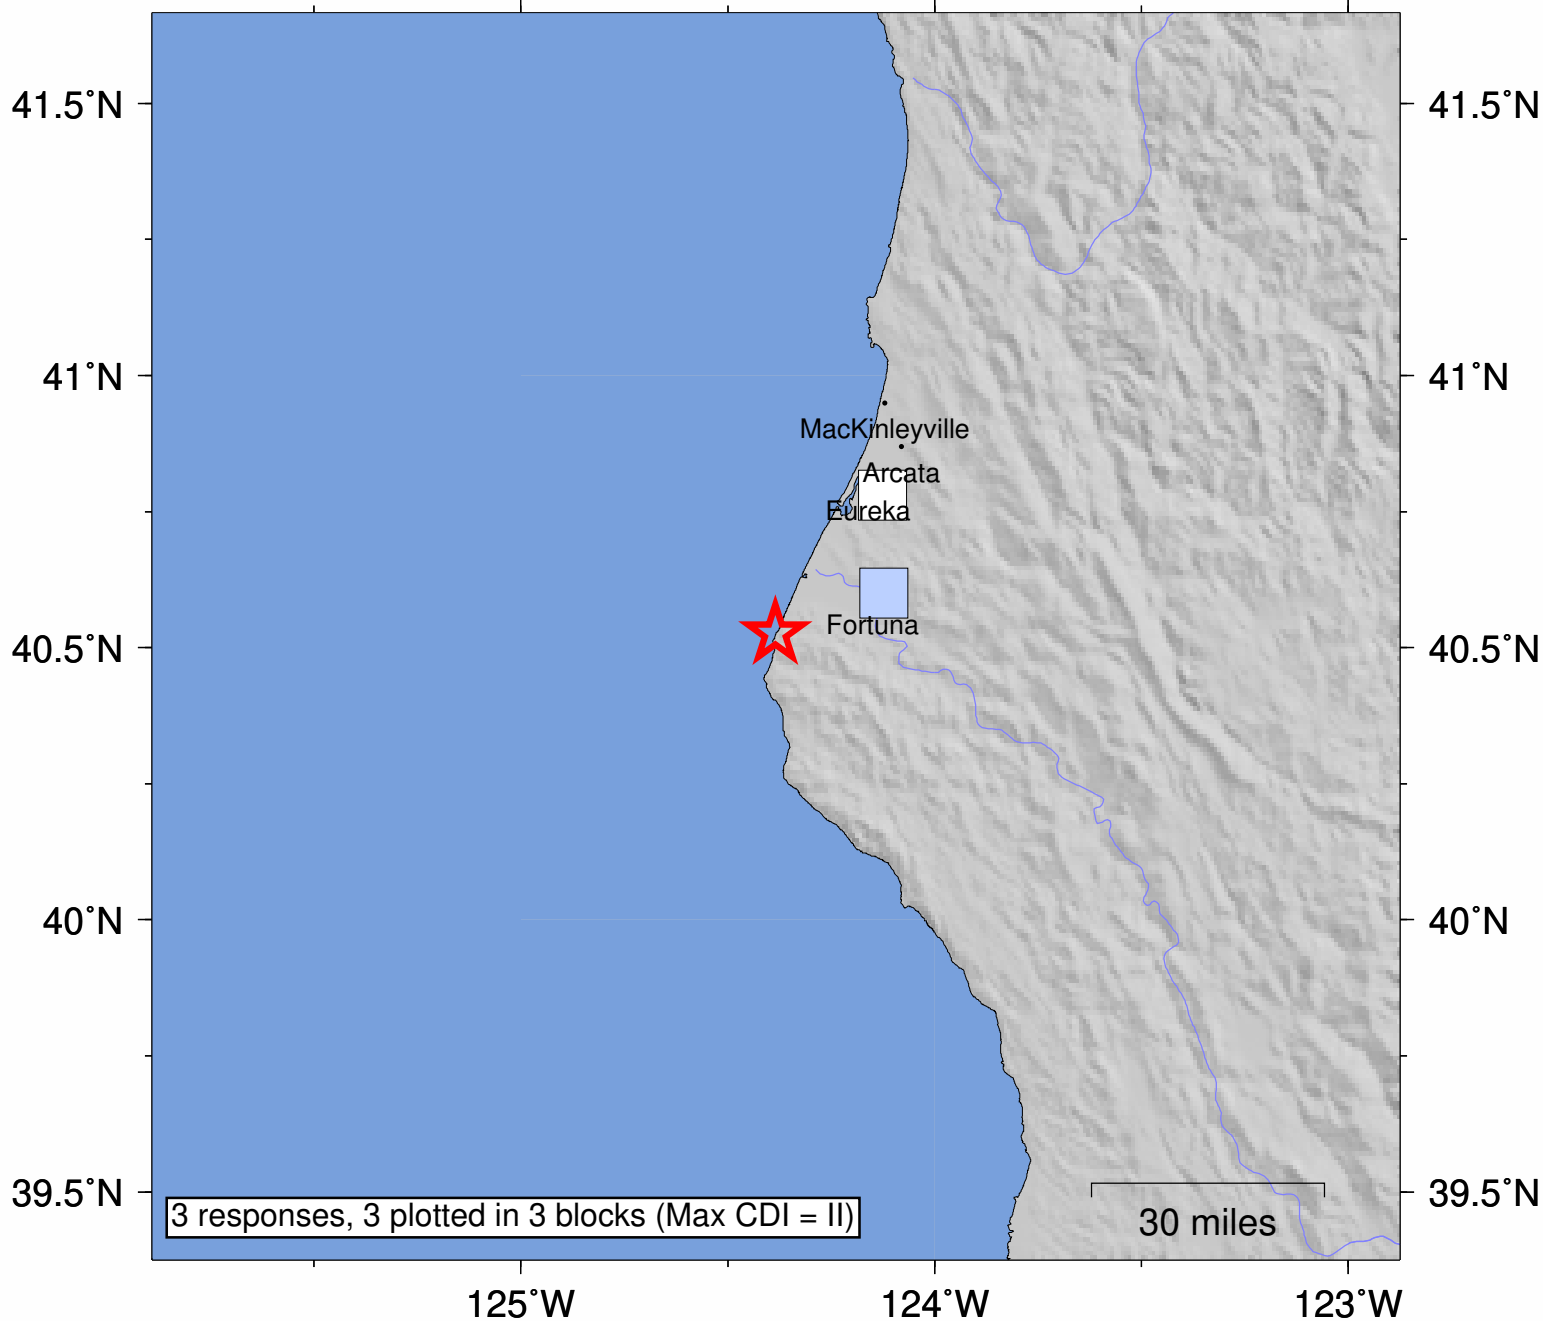 41.5°N
41.5°N
41°N
41°N
MacKinleyville
Arcata
Eureka
Fortuna
40.5°N
40.5°N
40°N
40°N
39.5°N
39.5°N
3 responses, 3 plotted in 3 blocks (Max CDI = II)
30 miles
125°W
124°W
123°W